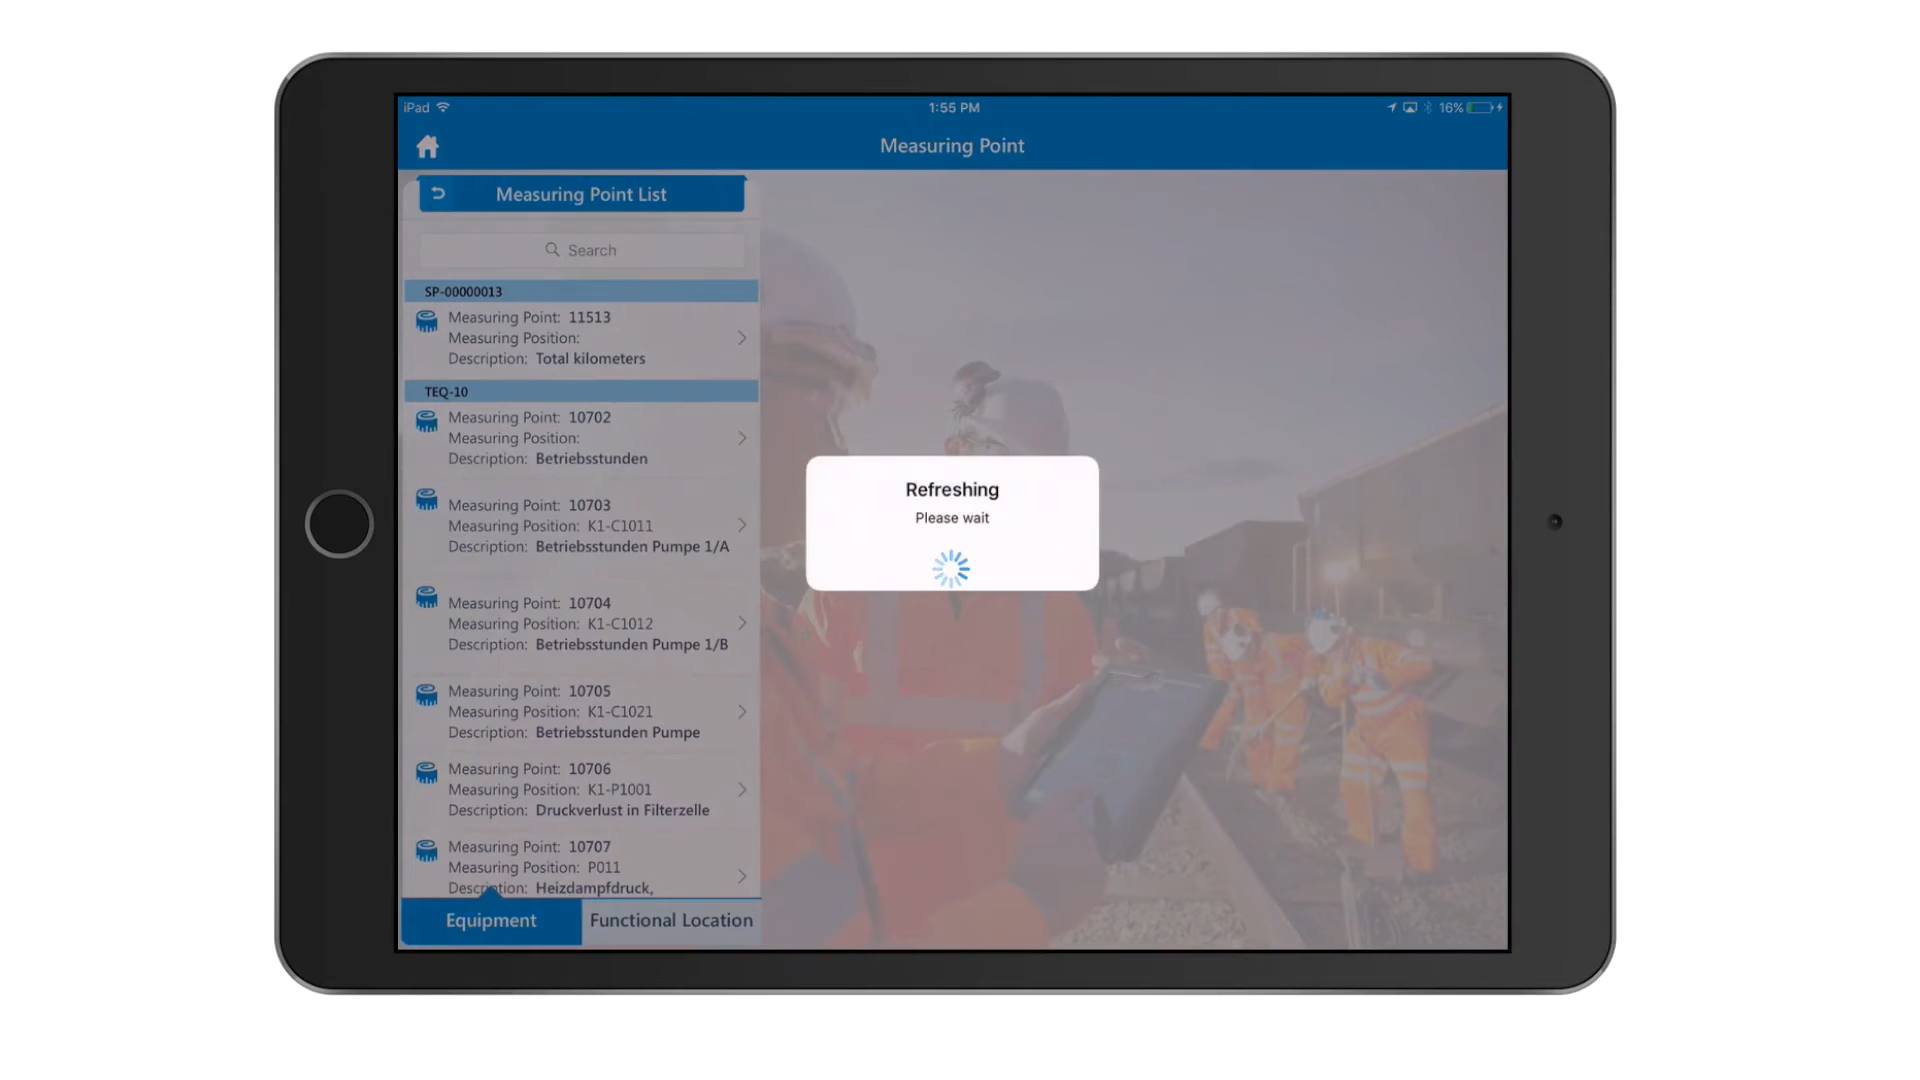 iPad
1:55 PM
16%
Measuring Point
Measuring Point List
Search
SP-00000013
Measuring Point: 11513
Measuring Position:
Description: Total kilometers
TEQ-10
Measuring Point: 10702
Measuring Position:
Description: Betriebsstunden
Measuring Point: 10703
Measuring Position: K1-C1011
Description: Betriebsstunden Pumpe 1/A
Measuring Point: 10704
Measuring Position: K1-C1012
Description: Betriebsstunden Pumpe 1/B
Measuring Point: 10705
Measuring Position: K1-C1021
Description: Betriebsstunden Pumpe
Measuring Point: 10706
Measuring Position: K1-P1001
Description: Druckverlust in Filterzelle
Measuring Point: 10707
Measuring Position: P011
Description: Heizdampfdruck,
Equipment
Functional Location
Refreshing
Please wait